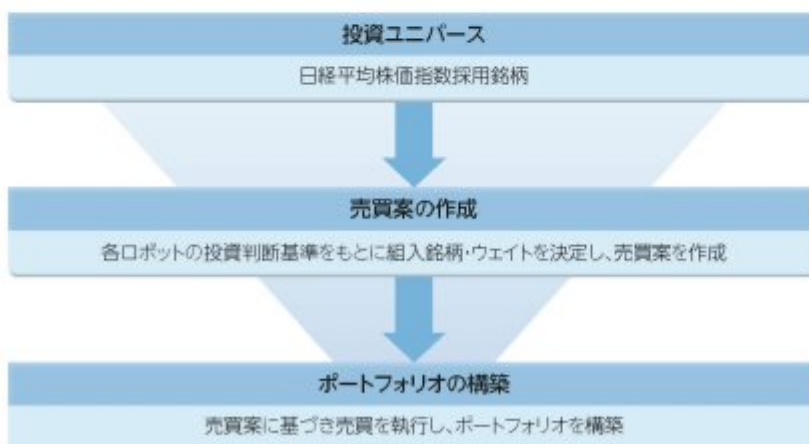 投資ユニバース
日経平均株価指数採用銘柄
売買案の作成
各ロボットの投資判断基準をもとに組入銘柄・ウェイトを決定し、売買案を作成
ポートフォリオの構築
売買案に基づき売買を執行し、ポートフォリオを構築